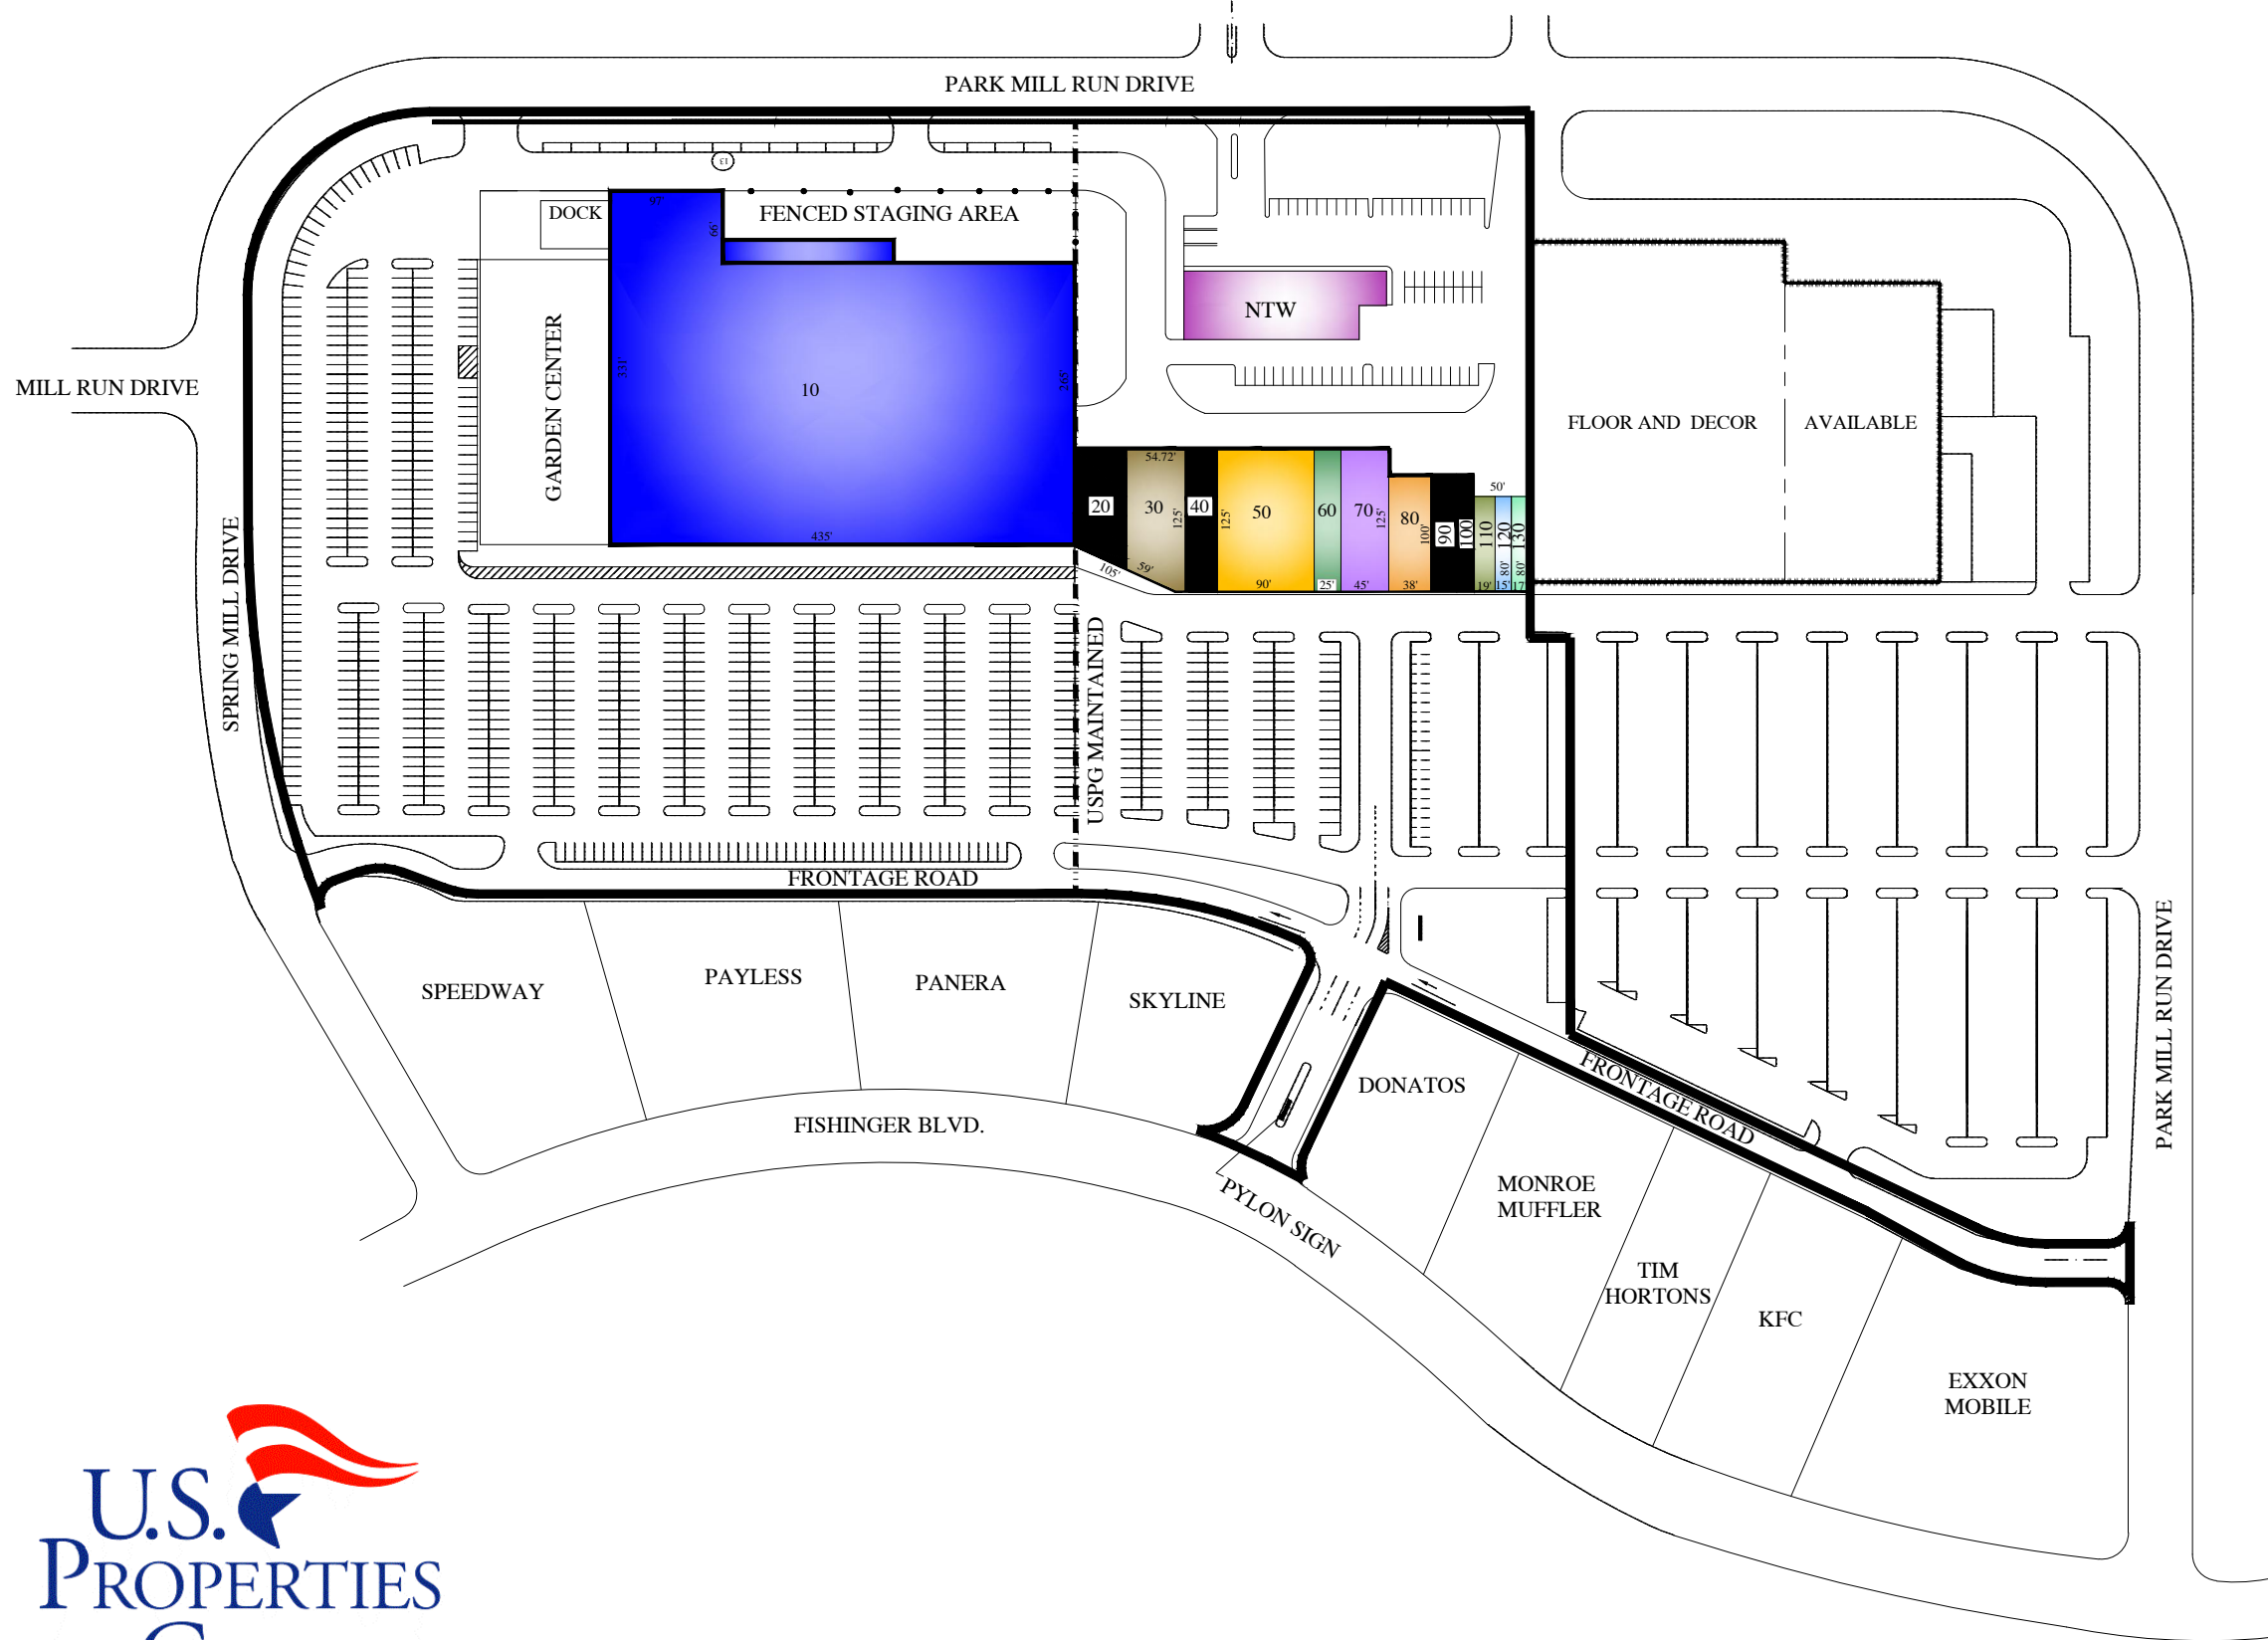 PARK MILL RUN DRIVE
13
97'
DOCK
66'
FENCED STAGING AREA
NTW
MILL RUN DRIVE
GARDEN CENTER
331'
10
265'
435'
FLOOR AND DECOR
AVAILABLE
54.72'
20
30
125'
40
125'
50
60
70
125'
80
100'
90
100
50'
110
120
80'
130
80'
105'
59'
90'
25'
45'
38'
19'
15'
17'
SPRING MILL DRIVE
USPG MAINTAINED
FRONTAGE ROAD
SPEEDWAY
PAYLESS
PANERA
SKYLINE
PARK MILL RUN DRIVE
DONATOS
FRONTAGE ROAD
FISHINGER BLVD.
PYLON SIGN
MONROE
MUFFLER
TIM
HORTONS
KFC
EXXON
MOBILE
U.S.
PROPERTIES